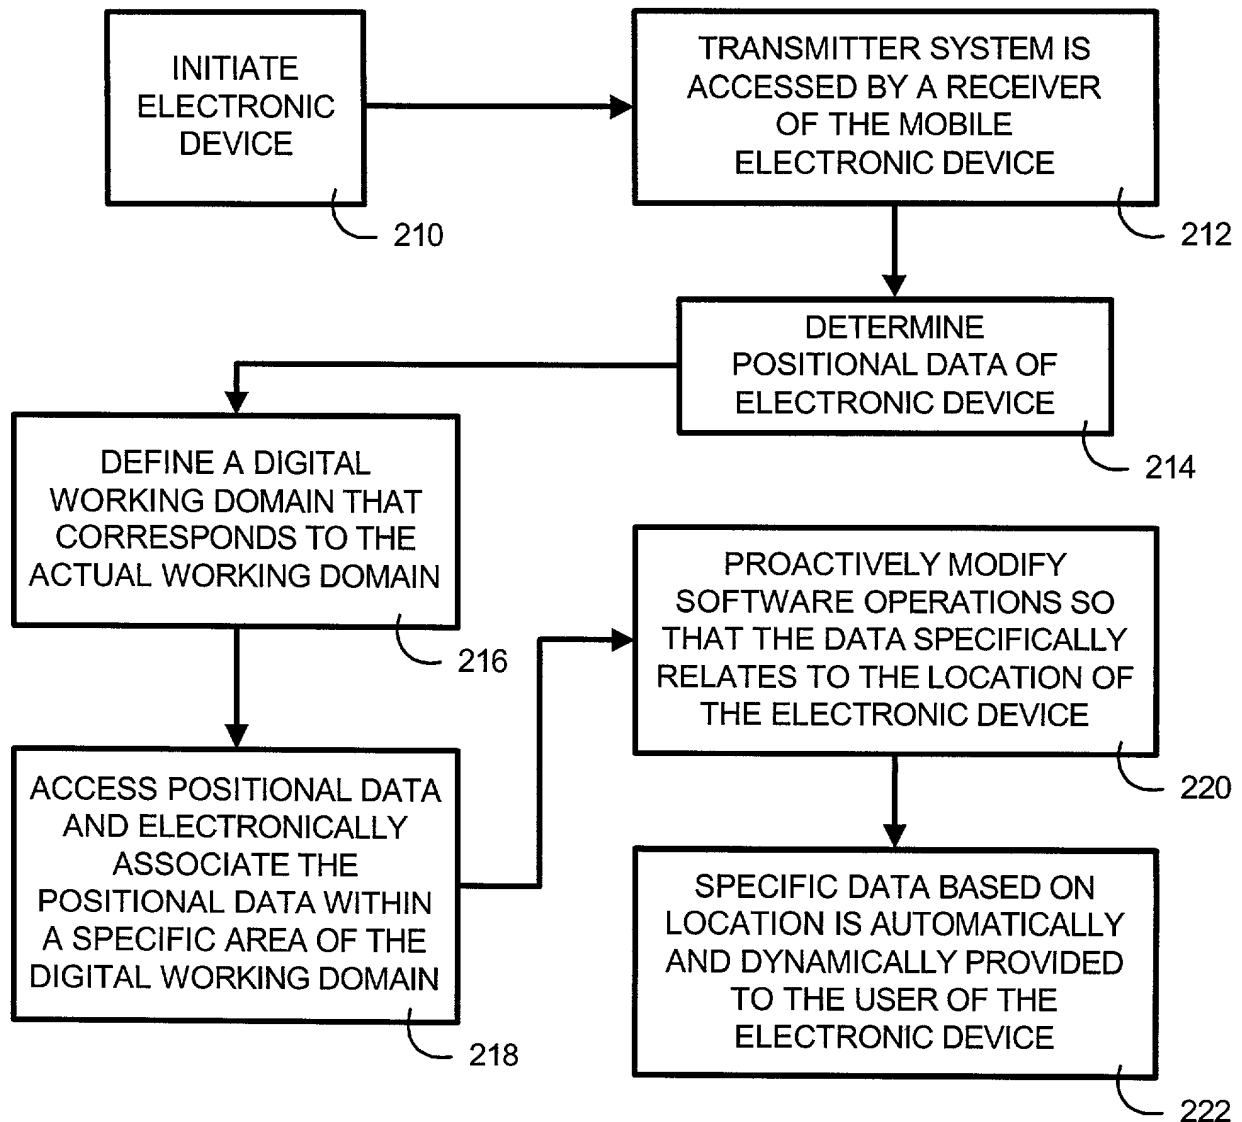 INITIATE
ELECTRONIC
DEVICE
210
TRANSMITTER SYSTEM IS
ACCESSED BY A RECEIVER
OF THE MOBILE
ELECTRONIC DEVICE
212
DETERMINE
POSITIONAL DATA OF
ELECTRONIC DEVICE
214
DEFINE A DIGITAL
WORKING DOMAIN THAT
CORRESPONDS TO THE
ACTUAL WORKING DOMAIN
216
ACCESS POSITIONAL DATA
AND ELECTRONICALLY
ASSOCIATE THE
POSITIONAL DATA WITHIN
A SPECIFIC AREA OF THE
DIGITAL WORKING DOMAIN
218
PROACTIVELY MODIFY
SOFTWARE OPERATIONS SO
THAT THE DATA SPECIFICALLY
RELATES TO THE LOCATION OF
THE ELECTRONIC DEVICE
220
SPECIFIC DATA BASED ON
LOCATION IS AUTOMATICALLY
AND DYNAMICALLY PROVIDED
TO THE USER OF THE
ELECTRONIC DEVICE
222